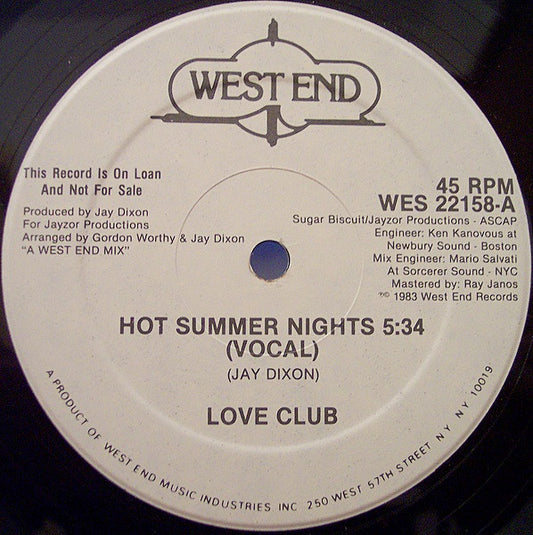 WEST END
This Record Is On Loan
And Not For Sale
Produced by Jay Dixon
For Jayzor Productions
Arranged by Gordon Worthy & Jay Dixon
"A WEST END MIX"
45 RPM
WES 22158-A
Sugar Biscuit/Jayzor Productions - ASCAP
Engineer: Ken Kanovous at
Newbury Sound - Boston
Mix Engineer: Mario Salvati
At Sorcerer Sound - NYC
Mastered by: Ray Janos
℗© 1983 West End Records
HOT SUMMER NIGHTS 5:34
(VOCAL)
(JAY DIXON)
LOVE CLUB
A PRODUCT OF WEST END MUSIC INDUSTRIES INC 250 WEST 57TH STREET N.Y. NY 10019